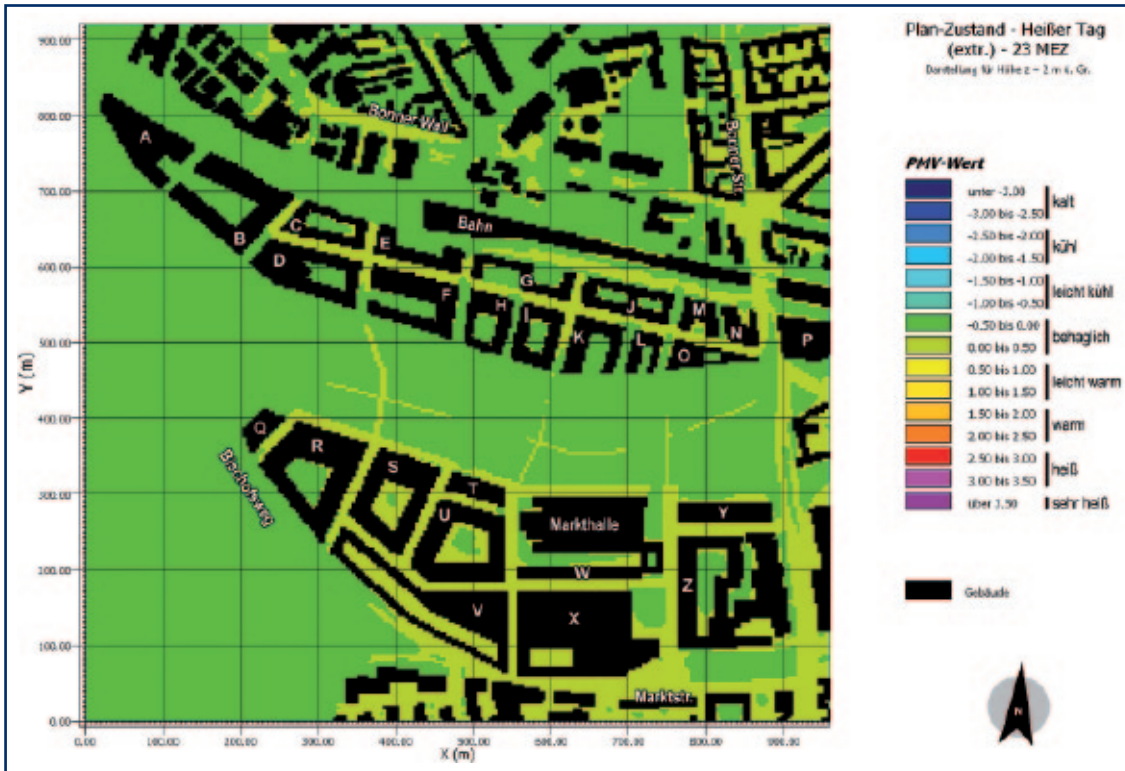 Plan-Zustand - Heißer Tag
(extr.) - 23 MEZ
Darstellung für Höhe z = 2 m ü. Gr.
PMV-Wert
unter -3.00
-3.00 bis -2.50
kalt
-2.50 bis -2.00
-2.00 bis -1.50
kühl
-1.50 bis -1.00
-1.00 bis -0.50
leicht kühl
-0.50 bis 0.00
0.00 bis 0.50
behaglich
0.50 bis 1.00
1.00 bis 1.50
leicht warm
1.50 bis 2.00
2.00 bis 2.50
warm
2.50 bis 3.00
3.00 bis 3.50
heiß
über 3.50
sehr heiß
Gebäude
N
Y (m)
900.00
800.00
700.00
600.00
500.00
400.00
300.00
200.00
100.00
0.00
0.00
100.00
200.00
300.00
400.00
500.00
600.00
700.00
800.00
900.00
X (m)
Bonner Wall
Bonner Str.
A
B
C
D
E
Bahn
F
G
H
I
J
K
L
M
N
O
P
Q
R
S
T
U
Bischofsweg
Markthalle
Y
W
Z
V
X
Marktstr.